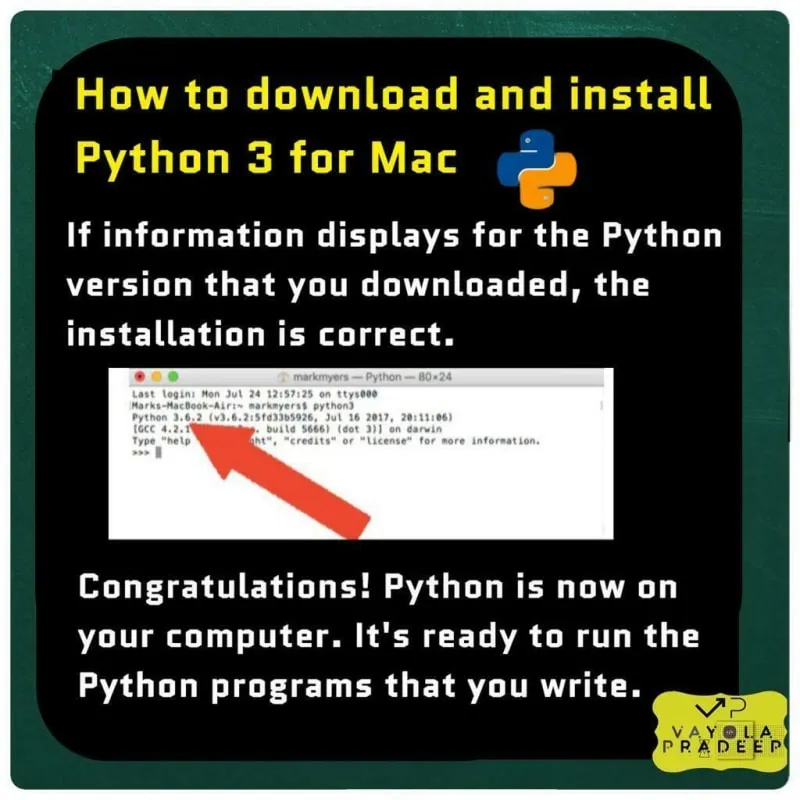 How to download and install
Python 3 for Mac
If information displays for the Python
version that you downloaded, the
installation is correct.
markmyers — Python — 80×24
Last login: Mon Jul 24 12:57:25 on ttys000
Marks-MacBook-Air:~ markmyers$ python3
Python 3.6.2 (v3.6.2:5fd33b5926, Jul 16 2017, 20:11:06)
[GCC 4.2.1 build 5666) (dot 3)] on darwin
Type "help ht", "credits" or "license" for more information.
>>>
Congratulations! Python is now on
your computer. It's ready to run the
Python programs that you write.
VP
VAYOLA
PRADEEP